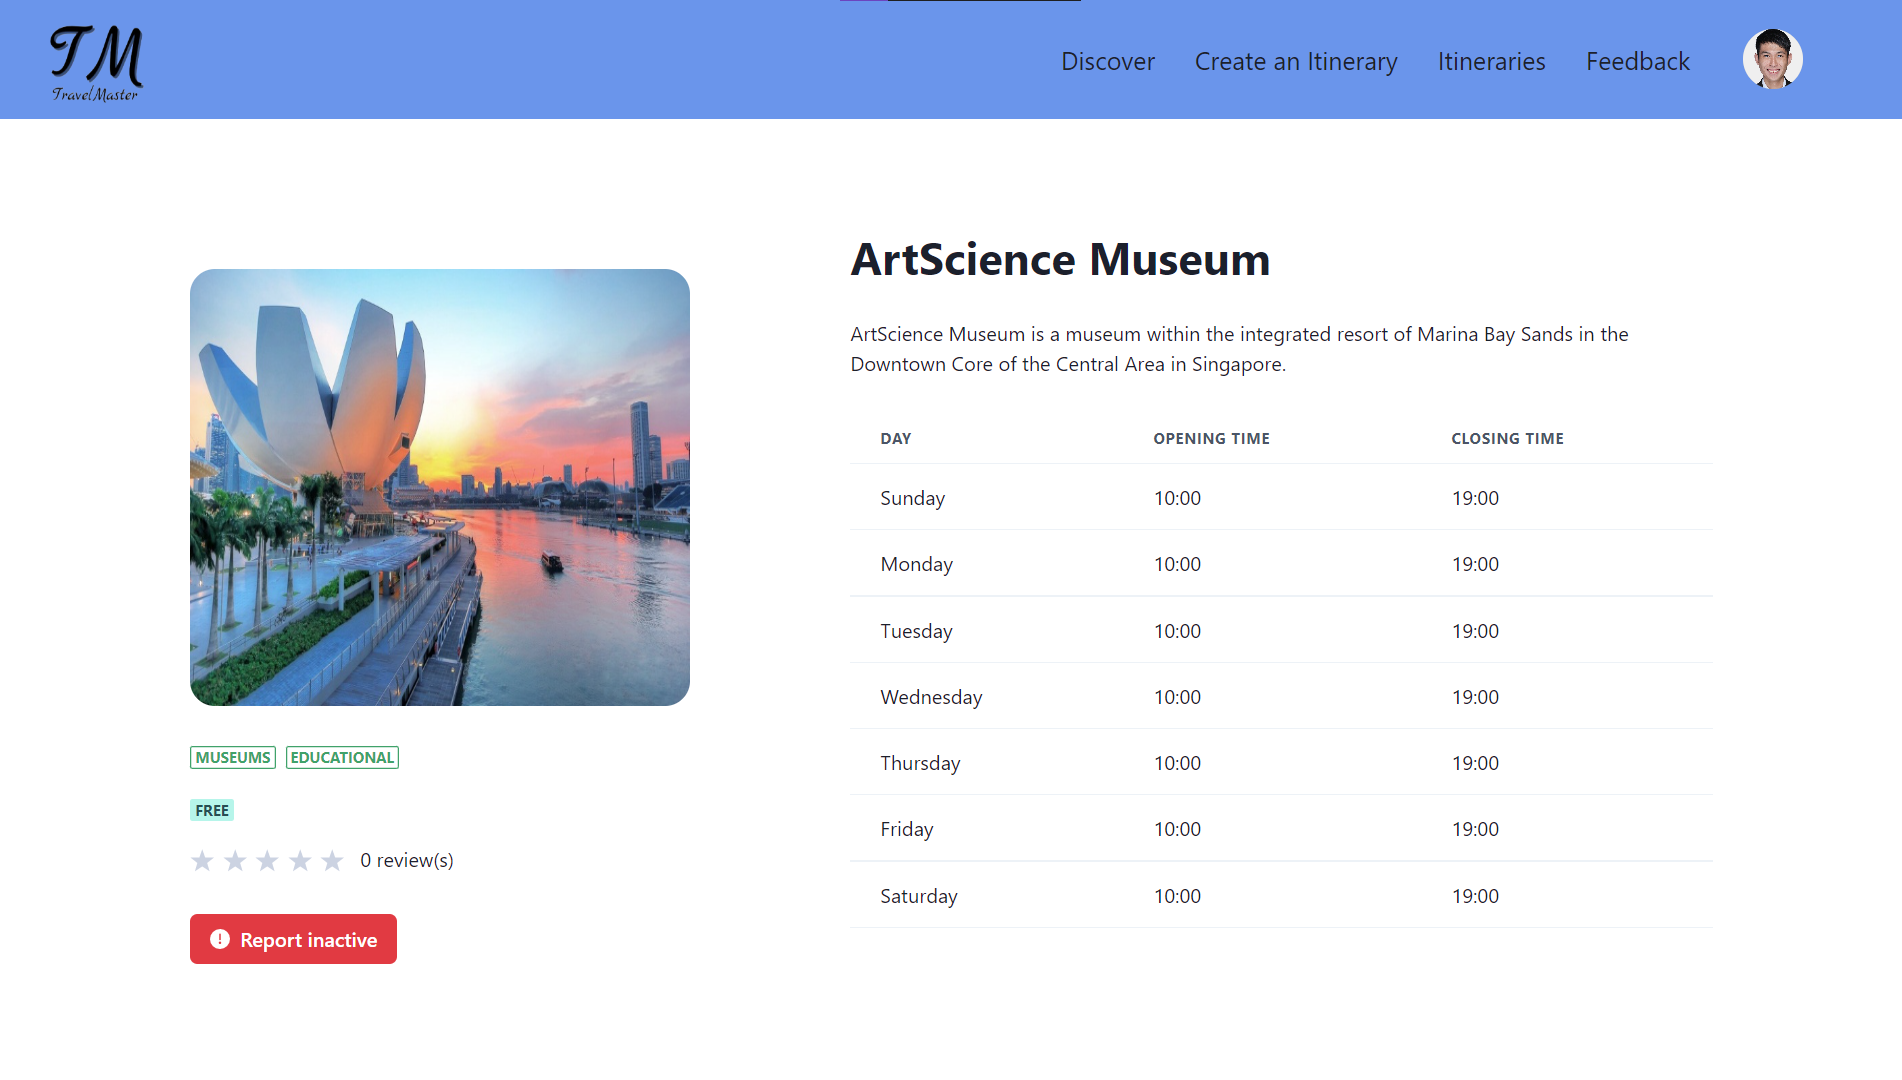 TM
TravelMaster
Discover
Create an Itinerary
Itineraries
Feedback
ArtScience Museum
ArtScience Museum is a museum within the integrated resort of Marina Bay Sands in the
Downtown Core of the Central Area in Singapore.
DAY OPENING TIME CLOSING TIME
Sunday 10:00 19:00
Monday 10:00 19:00
Tuesday 10:00 19:00
Wednesday 10:00 19:00
Thursday 10:00 19:00
Friday 10:00 19:00
Saturday 10:00 19:00
MUSEUMS EDUCATIONAL
FREE
0 review(s)
Report inactive